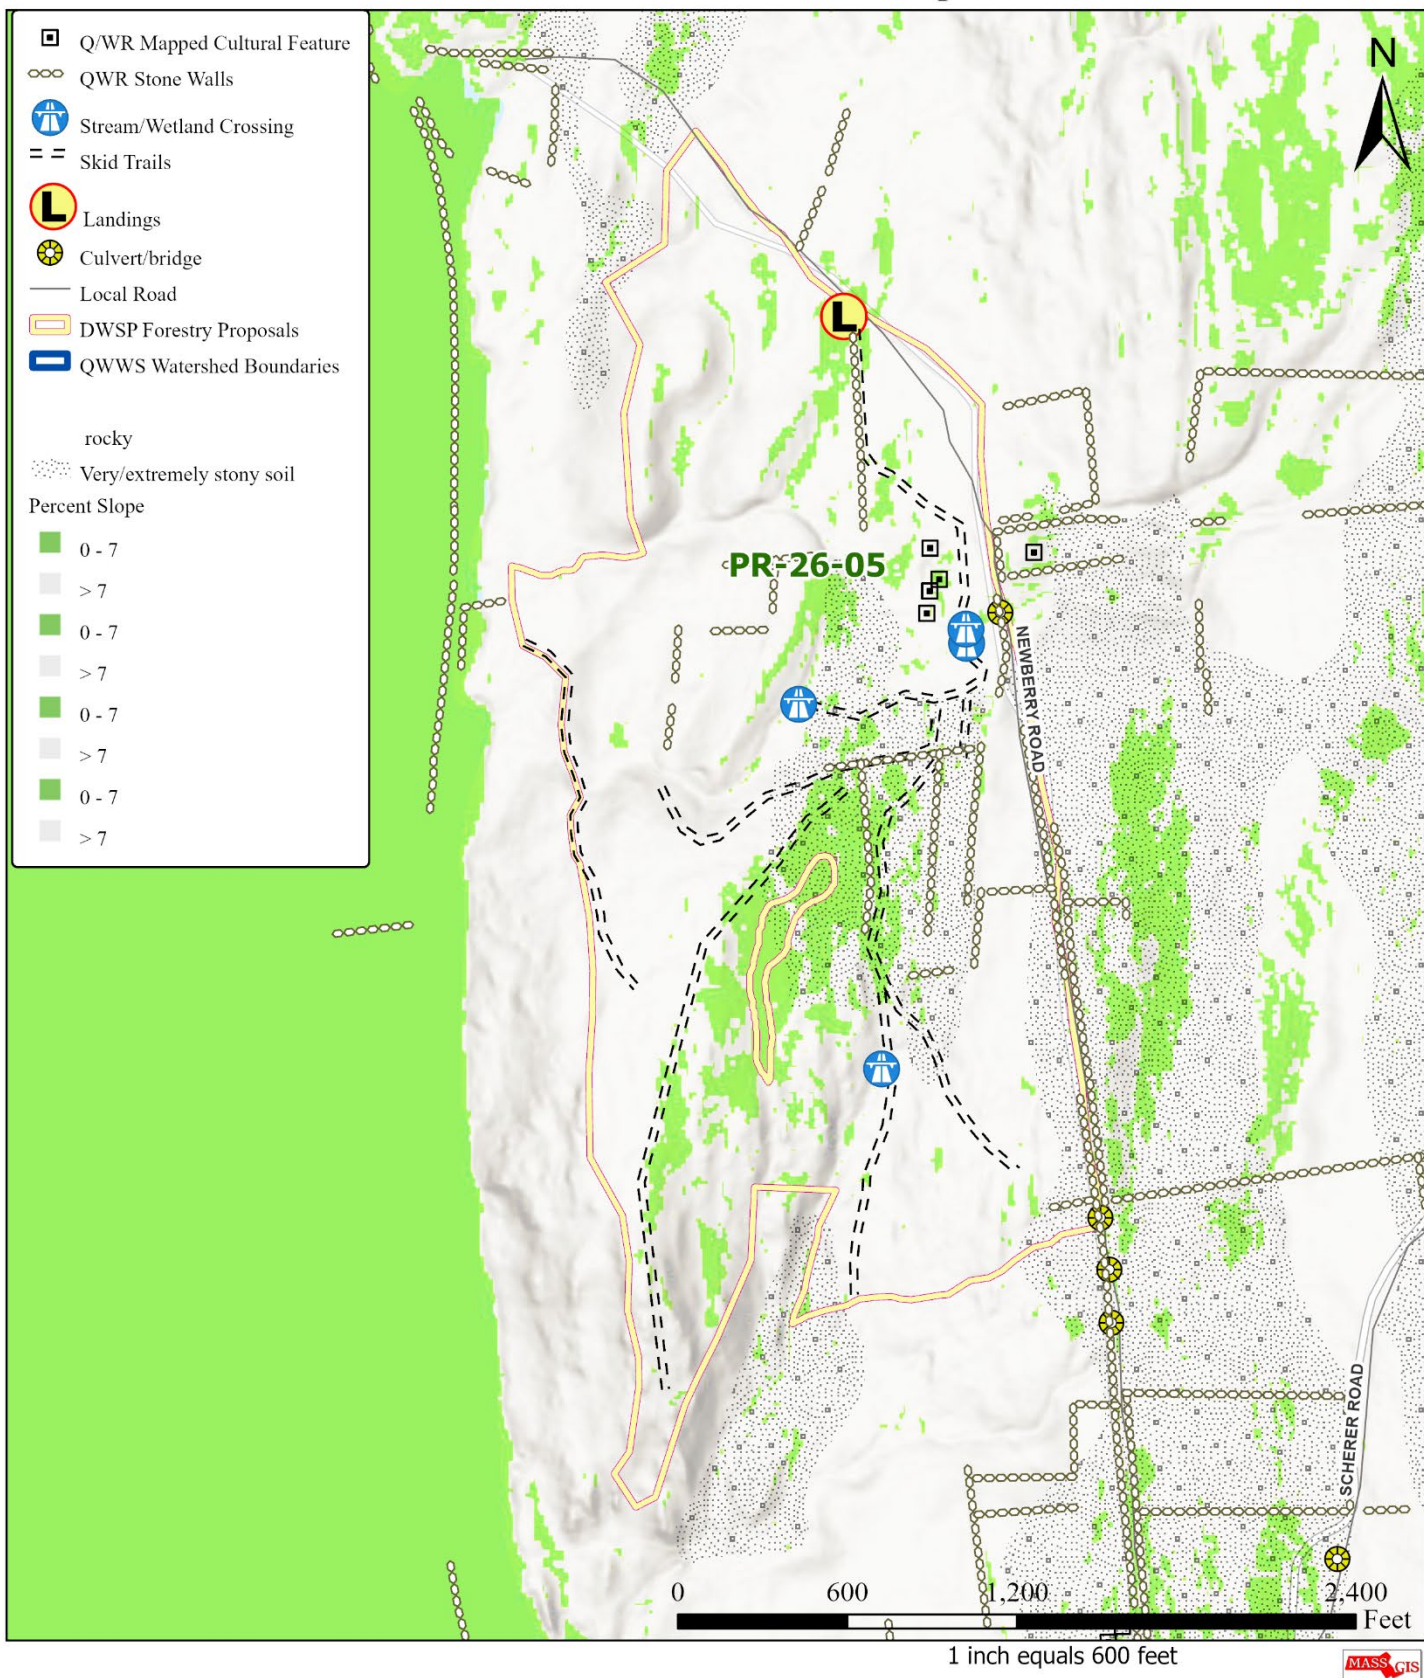 N
Q/WR Mapped Cultural Feature
QWR Stone Walls
Stream/Wetland Crossing
Skid Trails
L Landings
Culvert/bridge
Local Road
DWSP Forestry Proposals
QWWS Watershed Boundaries
rocky
Very/extremely stony soil
Percent Slope
0 - 7
> 7
0 - 7
> 7
0 - 7
> 7
0 - 7
> 7
L
PR-26-05
NEWBERRY ROAD
SCHERER ROAD
0 600 1,200 2,400
Feet
1 inch equals 600 feet
MASS GIS